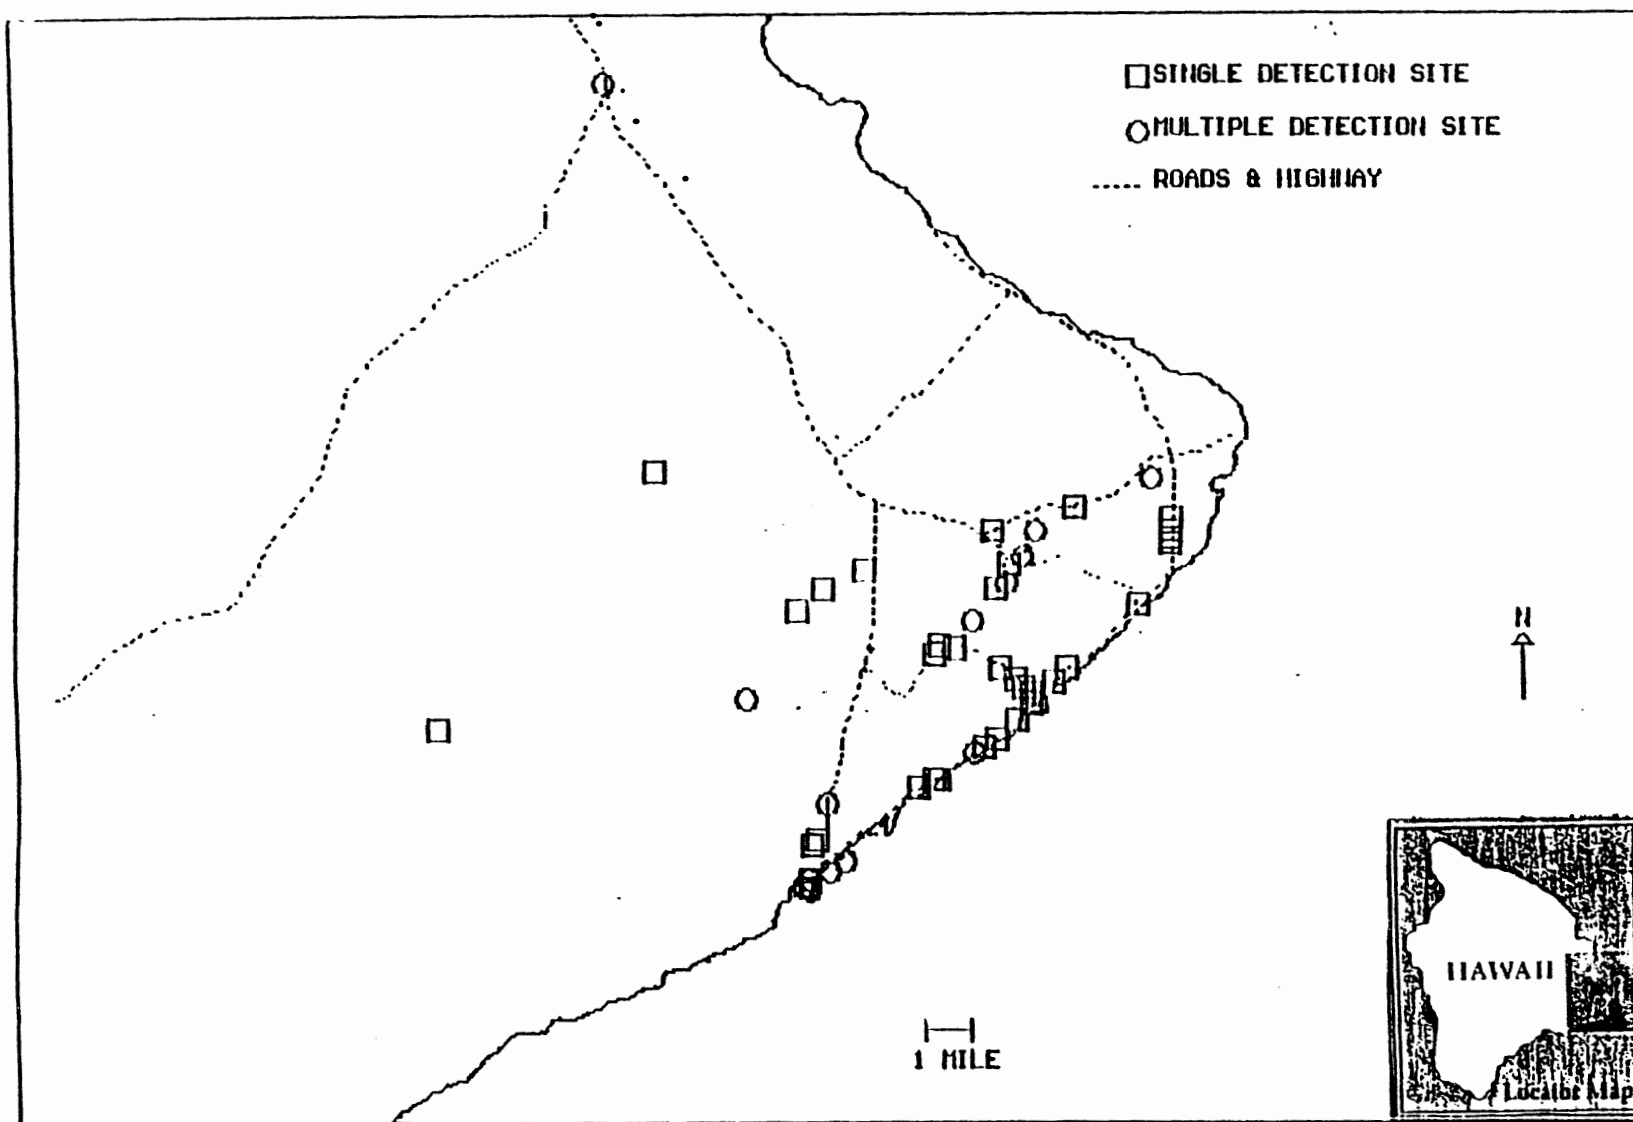 SINGLE DETECTION SITE
MULTIPLE DETECTION SITE
ROADS & HIGHWAY
N
HAWAII
1 MILE
Locator Map